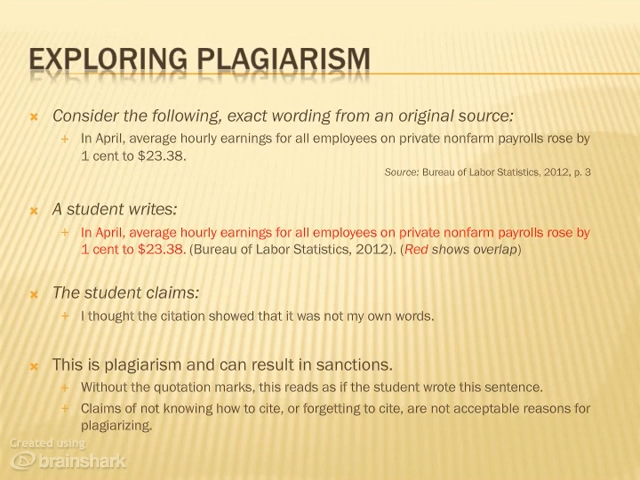 EXPLORING PLAGIARISM
Consider the following, exact wording from an original source:
In April, average hourly earnings for all employees on private nonfarm payrolls rose by
1 cent to $23.38.
Source: Bureau of Labor Statistics, 2012, p. 3
A student writes:
In April, average hourly earnings for all employees on private nonfarm payrolls rose by
1 cent to $23.38. (Bureau of Labor Statistics, 2012). (Red shows overlap)
The student claims:
I thought the citation showed that it was not my own words.
This is plagiarism and can result in sanctions.
Without the quotation marks, this reads as if the student wrote this sentence.
Claims of not knowing how to cite, or forgetting to cite, are not acceptable reasons for
plagiarizing.
Created using
brainshark